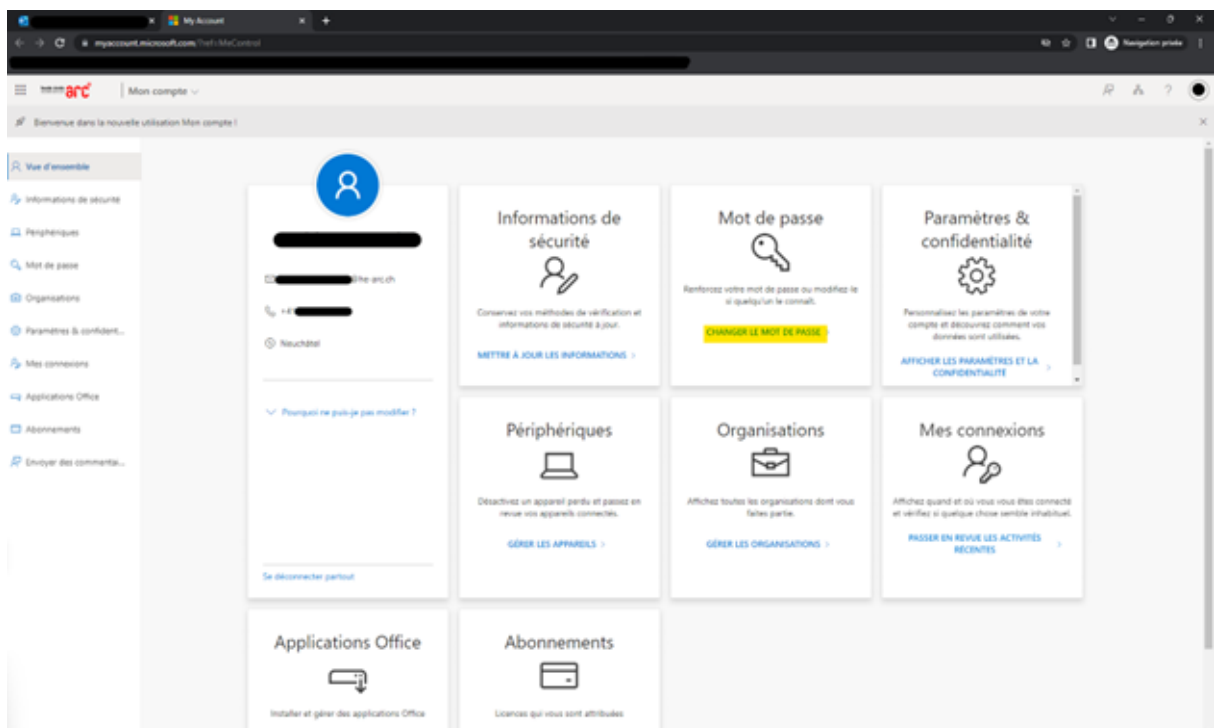 My Account
myaccount.microsoft.com/?ref=MeControl
Navigation privée
arc
Mon compte
Bienvenue dans la nouvelle utilisation Mon compte !
Vue d'ensemble
Informations de sécurité
Périphériques
Mot de passe
Organisations
Paramètres & confident...
Mes connexions
Applications Office
Abonnements
Envoyer des commentai...
@he-arc.ch
+41
Neuchâtel
Pourquoi ne puis-je pas modifier ?
Se déconnecter partout
Informations de
sécurité
Conservez vos méthodes de vérification et
informations de sécurité à jour.
METTRE À JOUR LES INFORMATIONS >
Mot de passe
Renforcez votre mot de passe ou modifiez-le
si quelqu'un le connaît.
CHANGER LE MOT DE PASSE >
Paramètres &
confidentialité
Personnalisez les paramètres de votre
compte et découvrez comment vos
données sont utilisées.
AFFICHER LES PARAMÈTRES ET LA
CONFIDENTIALITÉ >
Périphériques
Désactivez un appareil perdu et passez en
revue vos appareils connectés.
GÉRER LES APPAREILS >
Organisations
Affichez toutes les organisations dont vous
faites partie.
GÉRER LES ORGANISATIONS >
Mes connexions
Affichez quand et où vous vous êtes connecté
et vérifiez si quelque chose semble inhabituel.
PASSER EN REVUE LES ACTIVITÉS
RÉCENTES >
Applications Office
Installer et gérer des applications Office
Abonnements
Licences qui vous sont attribuées